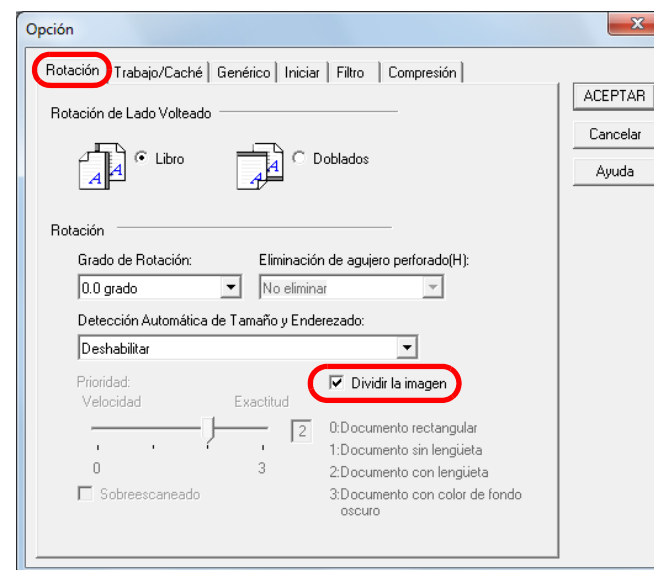 Opción
Rotación Trabajo/Caché Genérico Iniciar Filtro Compresión
ACEPTAR
Cancelar
Ayuda
Rotación de Lado Volteado
Libro
Doblados
Rotación
Grado de Rotación: Eliminación de agujero perforado(H):
0.0 grado No eliminar
Detección Automática de Tamaño y Enderezado:
Deshabilitar
Prioridad:
Velocidad Exactitud
Dividir la imagen
2
0 3
Sobreescaneado
0:Documento rectangular
1:Documento sin lengüeta
2:Documento con lengüeta
3:Documento con color de fondo
oscuro